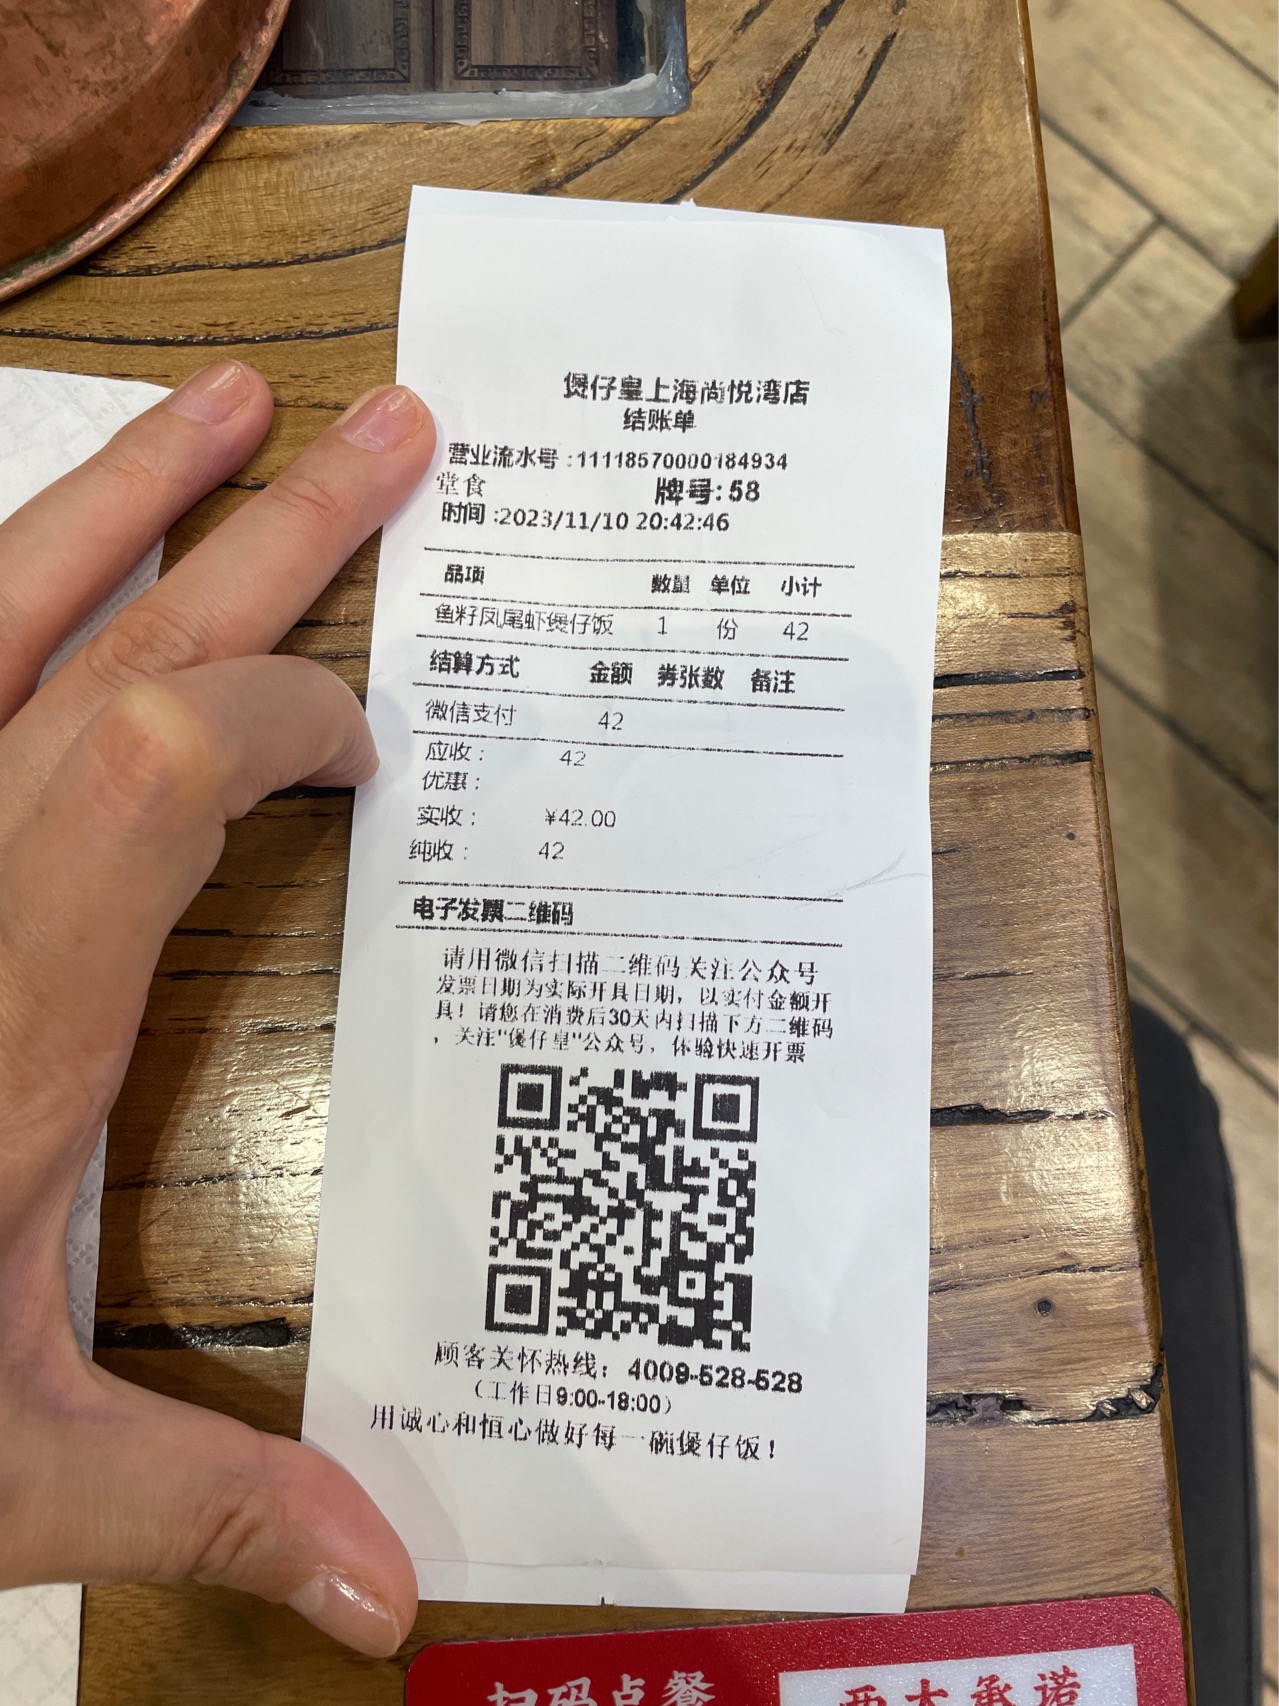 煲仔皇上海尚悦湾店
结账单
营业流水号:11118570000184934
堂食 牌号:58
时间:2023/11/10 20:42:46
品项 数量 单位 小计
鱼籽凤尾虾煲仔饭 1 份 42
结算方式 金额 券张数 备注
微信支付 42
应收: 42
优惠:
实收: ¥42.00
纯收: 42
电子发票二维码
请用微信扫描二维码关注公众号
发票日期为实际开具日期，以实付金额开
具！请您在消费后30天内扫描下方二维码
，关注"煲仔皇"公众号，体验快速开票
顾客关怀热线：4009-528-528
（工作日9:00-18:00）
用诚心和恒心做好每一碗煲仔饭！
扫码点餐
两大承诺